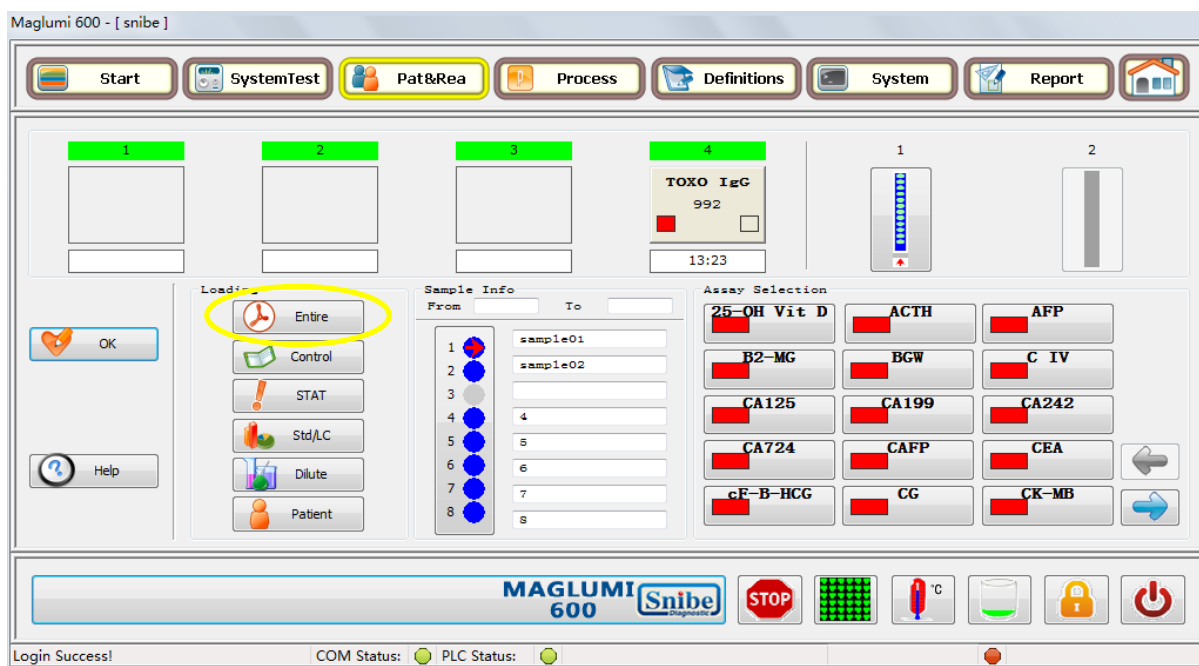 Maglumi 600 - [ snibe ]
Start SystemTest Pat&Rea Process Definitions System Report
1 2 3 4 1 2
TOXO IgG
992
13:23
Loading Sample Info Assay Selection
From To
Entire
Control
STAT
Std/LC
Dilute
Patient
OK
Help
1 sample01
2 sample02
3
4 4
5 5
6 6
7 7
8 8
25-OH Vit D ACTH AFP
B2-MG BGW C IV
CA125 CA199 CA242
CA724 CAFP CEA
cF-B-HCG CG CK-MB
MAGLUMI
600
Snibe
Diagnostic
STOP
°C
Login Success! COM Status: PLC Status: